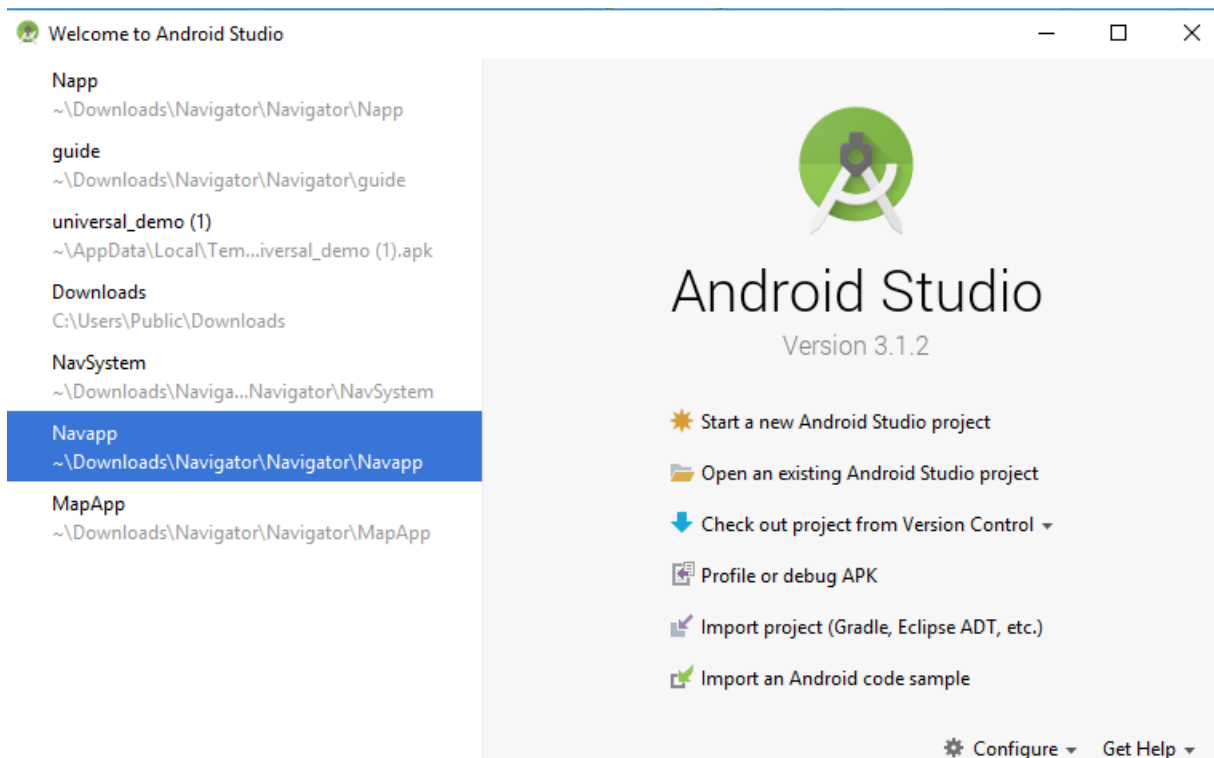 Welcome to Android Studio
Napp
~\Downloads\Navigator\Navigator\Napp
guide
~\Downloads\Navigator\Navigator\guide
universal_demo (1)
~\AppData\Local\Tem...iversal_demo (1).apk
Downloads
C:\Users\Public\Downloads
NavSystem
~\Downloads\Naviga...Navigator\NavSystem
Navapp
~\Downloads\Navigator\Navigator\Navapp
MapApp
~\Downloads\Navigator\Navigator\MapApp
Android Studio
Version 3.1.2
Start a new Android Studio project
Open an existing Android Studio project
Check out project from Version Control
Profile or debug APK
Import project (Gradle, Eclipse ADT, etc.)
Import an Android code sample
Configure Get Help